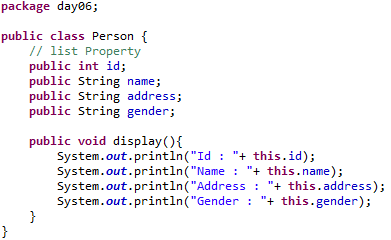 package day06;
public class Person {
// list Property
public int id;
public String name;
public String address;
public String gender;
public void display(){
System.out.println("Id : "+ this.id);
System.out.println("Name : "+ this.name);
System.out.println("Address : "+ this.address);
System.out.println("Gender : "+ this.gender);
}
}